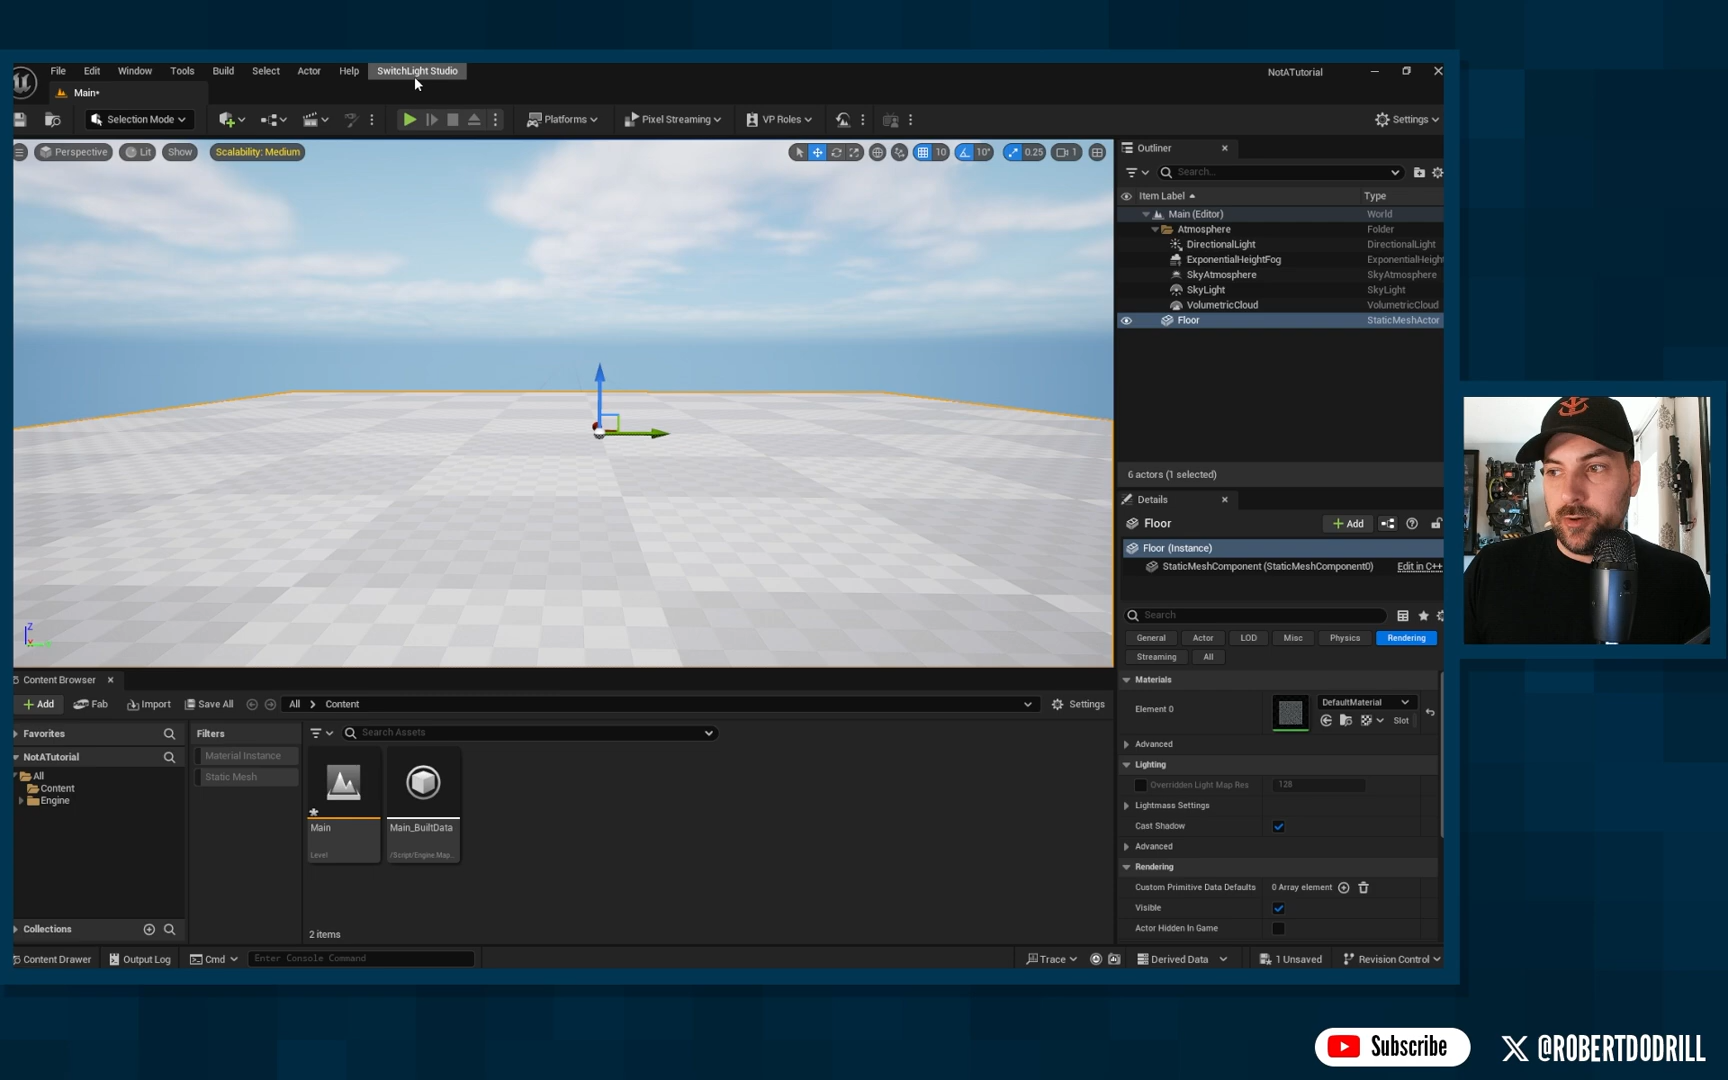 File Edit Window Tools Build Select Actor Help SwitchLight Studio
NotATutorial
Main*
Selection Mode
Platforms
Pixel Streaming
VP Roles
Settings
Perspective Lit Show Scalability: Medium
10 10° 0.25 1
Outliner
Search...
Item Label Type
Main (Editor) World
Atmosphere Folder
DirectionalLight DirectionalLight
ExponentialHeightFog ExponentialHeight
SkyAtmosphere SkyAtmosphere
SkyLight SkyLight
VolumetricCloud VolumetricCloud
Floor StaticMeshActor
6 actors (1 selected)
Details
Floor
+ Add
Floor (Instance)
StaticMeshComponent (StaticMeshComponent0) Edit in C++
Search
General Actor LOD Misc Physics Rendering
Streaming All
Materials
Element 0
DefaultMaterial
Slot
Advanced
Lighting
Overridden Light Map Res 128
Lightmass Settings
Cast Shadow
Advanced
Rendering
Custom Primitive Data Defaults 0 Array element
Visible
Actor Hidden In Game
Z
Content Browser
+ Add Fab Import Save All All > Content Settings
Favorites
NotATutorial
All
Content
Engine
Collections
Filters
Material Instance
Static Mesh
Search Assets
Main
Level
Main_BuiltData
/Script/Engine.Map...
2 items
Content Drawer Output Log Cmd Enter Console Command Trace Derived Data 1 Unsaved Revision Control
Subscribe
X @ROBERTDODRILL